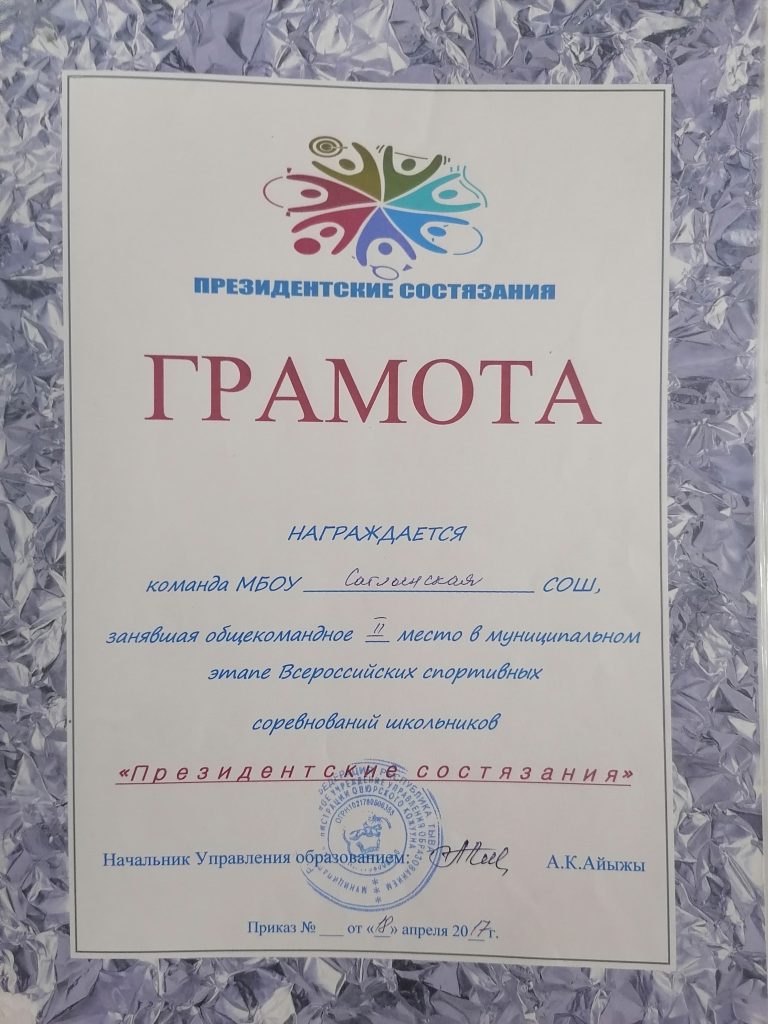 ПРЕЗИДЕНТСКИЕ СОСТЯЗАНИЯ
ГРАМОТА
НАГРАЖДАЕТСЯ
команда МБОУ Саглынская СОШ,
занявшая общекомандное II место в муниципальном
этапе Всероссийских спортивных
соревнований школьников
«Президентские состязания»
Начальник Управления образованием: А.К.Айыжы
Приказ № ___ от «18» апреля 2017г.